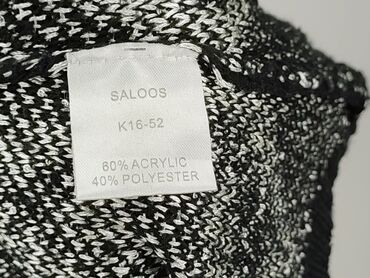 SALOOS
K16-52
60% ACRYLIC
40% POLYESTER